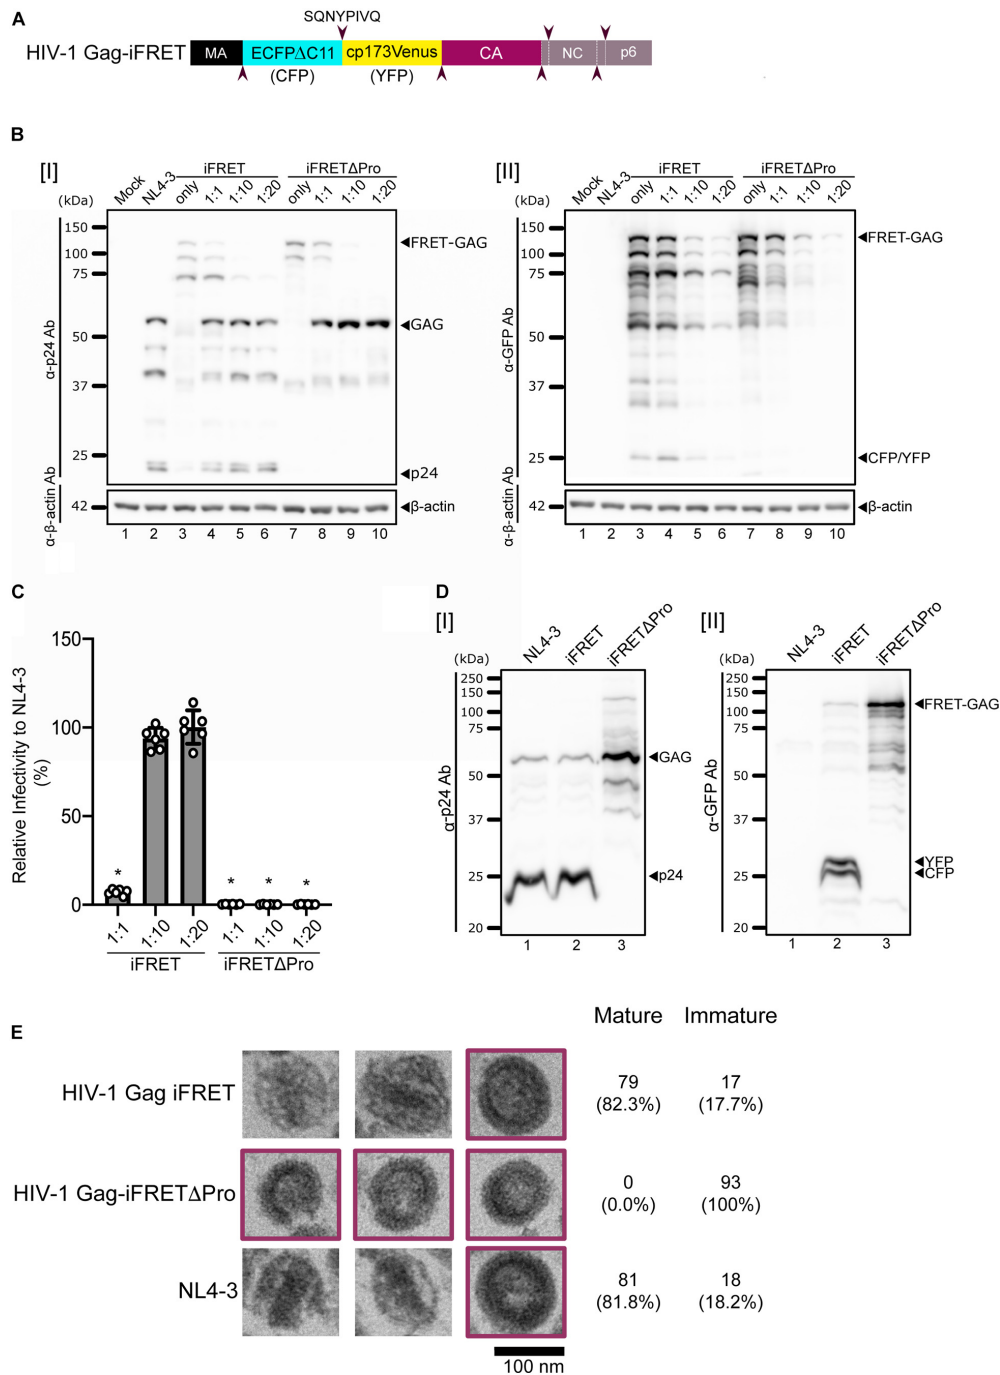 A
SQNYPIVQ
HIV-1 Gag-iFRET
MA ECFPΔC11 cp173Venus CA NC p6
(CFP) (YFP)
B
[I]
iFRET iFRETΔPro
(kDa) Mock NL4-3 only 1:1 1:10 1:20 only 1:1 1:10 1:20
150
100
75
50
37
25
42
α-p24 Ab
α-β-actin Ab
FRET-GAG
GAG
p24
β-actin
1 2 3 4 5 6 7 8 9 10
[II]
iFRET iFRETΔPro
(kDa) Mock NL4-3 only 1:1 1:10 1:20 only 1:1 1:10 1:20
150
100
75
50
37
25
42
α-GFP Ab
α-β-actin Ab
FRET-GAG
CFP/YFP
β-actin
1 2 3 4 5 6 7 8 9 10
C
Relative Infectivity to NL4-3
(%)
150
100
50
0
* * * *
1:1 1:10 1:20 1:1 1:10 1:20
iFRET iFRETΔPro
D
[I]
(kDa) NL4-3 iFRET iFRETΔPro
250
150
100
75
50
37
25
20
α-p24 Ab
GAG
p24
1 2 3
[II]
(kDa) NL4-3 iFRET iFRETΔPro
250
150
100
75
50
37
25
20
α-GFP Ab
FRET-GAG
YFP
CFP
1 2 3
E
Mature Immature
HIV-1 Gag iFRET 79 17
(82.3%) (17.7%)
HIV-1 Gag-iFRETΔPro 0 93
(0.0%) (100%)
NL4-3 81 18
(81.8%) (18.2%)
100 nm